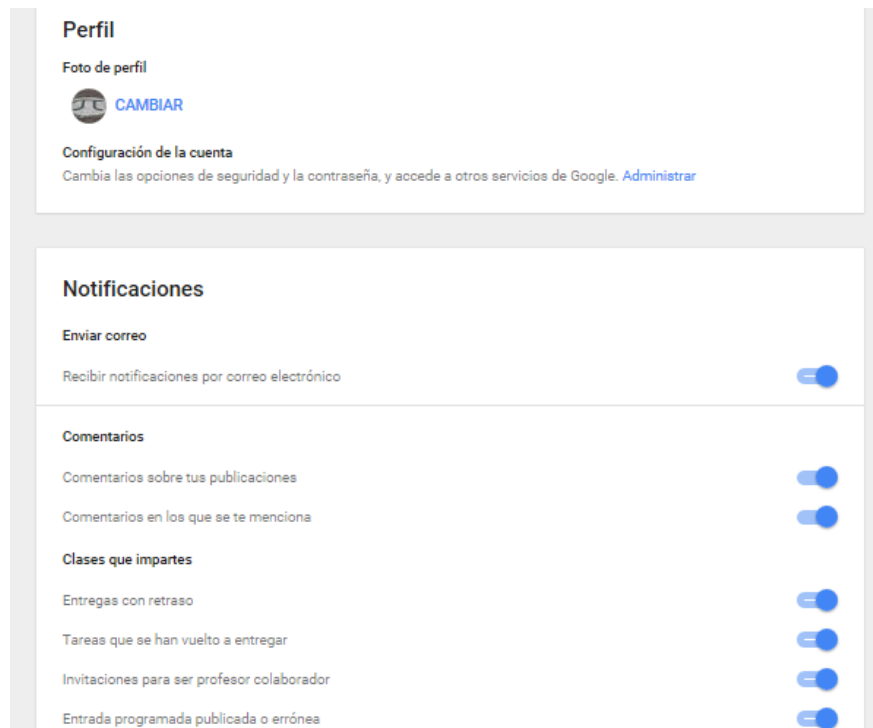 Perfil
Foto de perfil
CAMBIAR
Configuración de la cuenta
Cambia las opciones de seguridad y la contraseña, y accede a otros servicios de Google. Administrar
Notificaciones
Enviar correo
Recibir notificaciones por correo electrónico
Comentarios
Comentarios sobre tus publicaciones
Comentarios en los que se te menciona
Clases que impartes
Entregas con retraso
Tareas que se han vuelto a entregar
Invitaciones para ser profesor colaborador
Entrada programada publicada o errónea